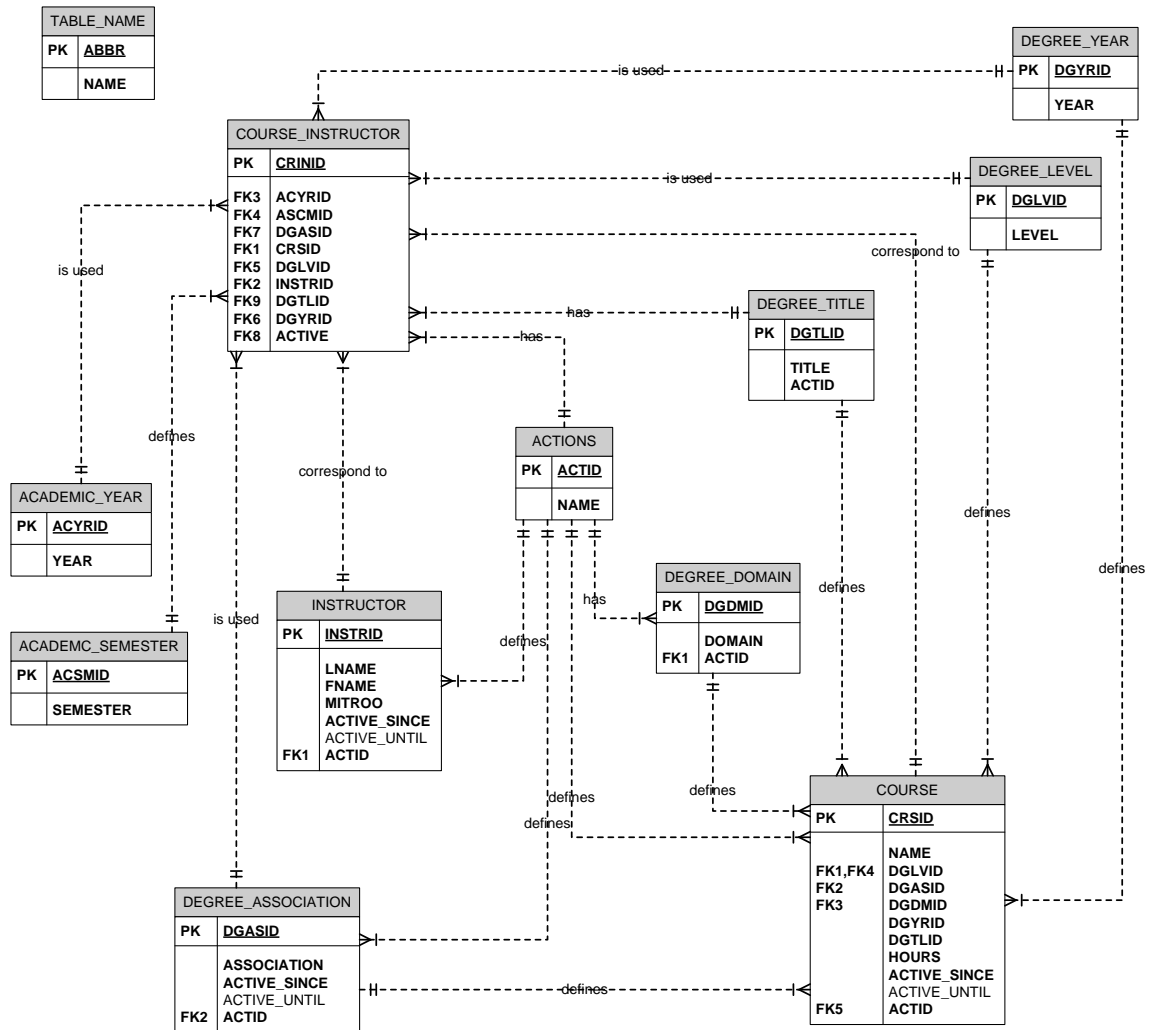 TABLE_NAME
PK ABBR
NAME
DEGREE_YEAR
PK DGYRID
YEAR
is used
COURSE_INSTRUCTOR
PK CRINID
FK3 ACYRID
FK4 ASCMID
FK7 DGASID
FK1 CRSID
FK5 DGLVID
FK2 INSTRID
FK9 DGTLID
FK6 DGYRID
FK8 ACTIVE
is used
DEGREE_LEVEL
PK DGLVID
LEVEL
correspond to
is used
has
DEGREE_TITLE
PK DGTLID
TITLE
ACTID
has
defines
ACTIONS
PK ACTID
NAME
correspond to
ACADEMIC_YEAR
PK ACYRID
YEAR
defines
defines
DEGREE_DOMAIN
PK DGDMID
DOMAIN
FK1 ACTID
defines
has
INSTRUCTOR
PK INSTRID
LNAME
FNAME
MITROO
ACTIVE_SINCE
ACTIVE_UNTIL
FK1 ACTID
is used
defines
ACADEMC_SEMESTER
PK ACSMID
SEMESTER
defines
defines
defines
COURSE
PK CRSID
NAME
FK1,FK4 DGLVID
FK2 DGASID
FK3 DGDMID
DGYRID
DGTLID
HOURS
ACTIVE_SINCE
ACTIVE_UNTIL
FK5 ACTID
DEGREE_ASSOCIATION
PK DGASID
ASSOCIATION
ACTIVE_SINCE
ACTIVE_UNTIL
FK2 ACTID
defines